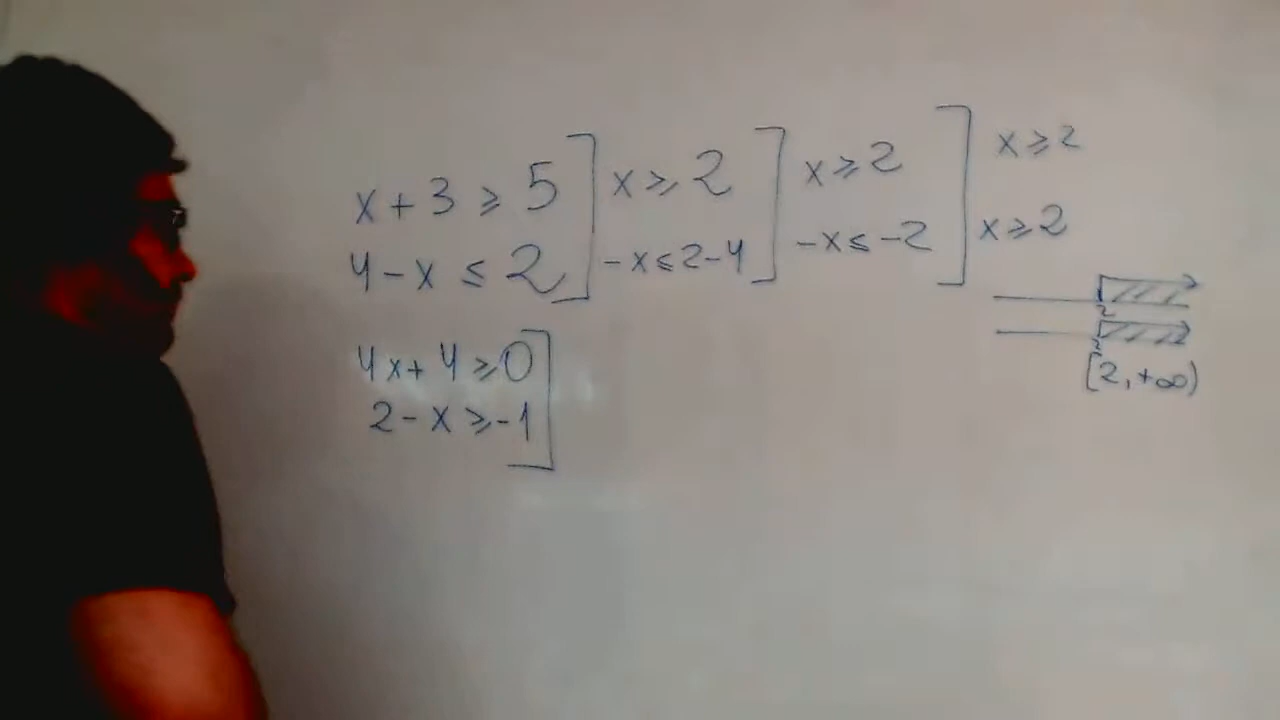 x + 3 ⩾ 5 ] x ⩾ 2 ] x ⩾ 2 ] x ⩾ 2
4 - x ≤ 2 ] - x ≤ 2 - 4 ] - x ≤ - 2 ] x ⩾ 2
2
2
[2, +∞)
4x + 4 ⩾ 0 ]
2 - x ⩾ - 1 ]